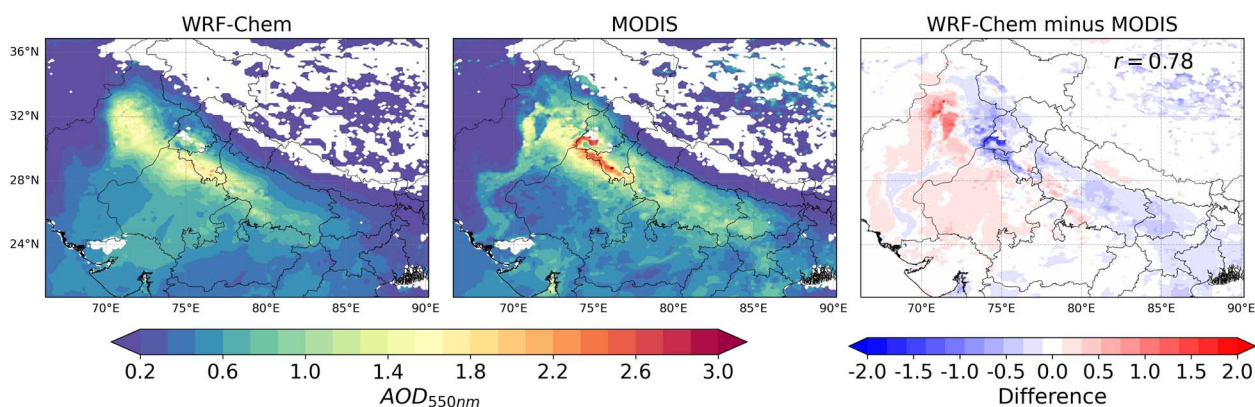 WRF-Chem
MODIS
WRF-Chem minus MODIS
36°N
32°N
28°N
24°N
r = 0.78
70°E 75°E 80°E 85°E 90°E
70°E 75°E 80°E 85°E 90°E
70°E 75°E 80°E 85°E 90°E
0.2 0.6 1.0 1.4 1.8 2.2 2.6 3.0
AOD550nm
-2.0 -1.5 -1.0 -0.5 0.0 0.5 1.0 1.5 2.0
Difference